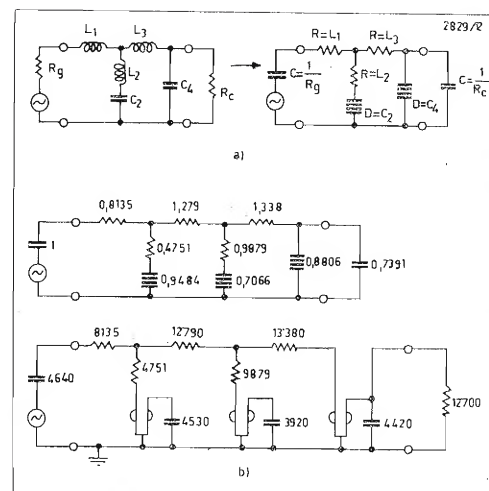 2829/2
L₁ L₃
R=L₁ R=L₃
Rg L₂ C₄ Rc
C=1/Rg R=L₂ D=C₄ C=1/Rc
C₂ D=C₂
a)
0,8135 1,279 1,338
1 0,4751 0,9879 0,8806 0,7391
0,9484 0,7066
8135 12790 13380
4640 4751 9879 12700
4530 3920 4420
b)